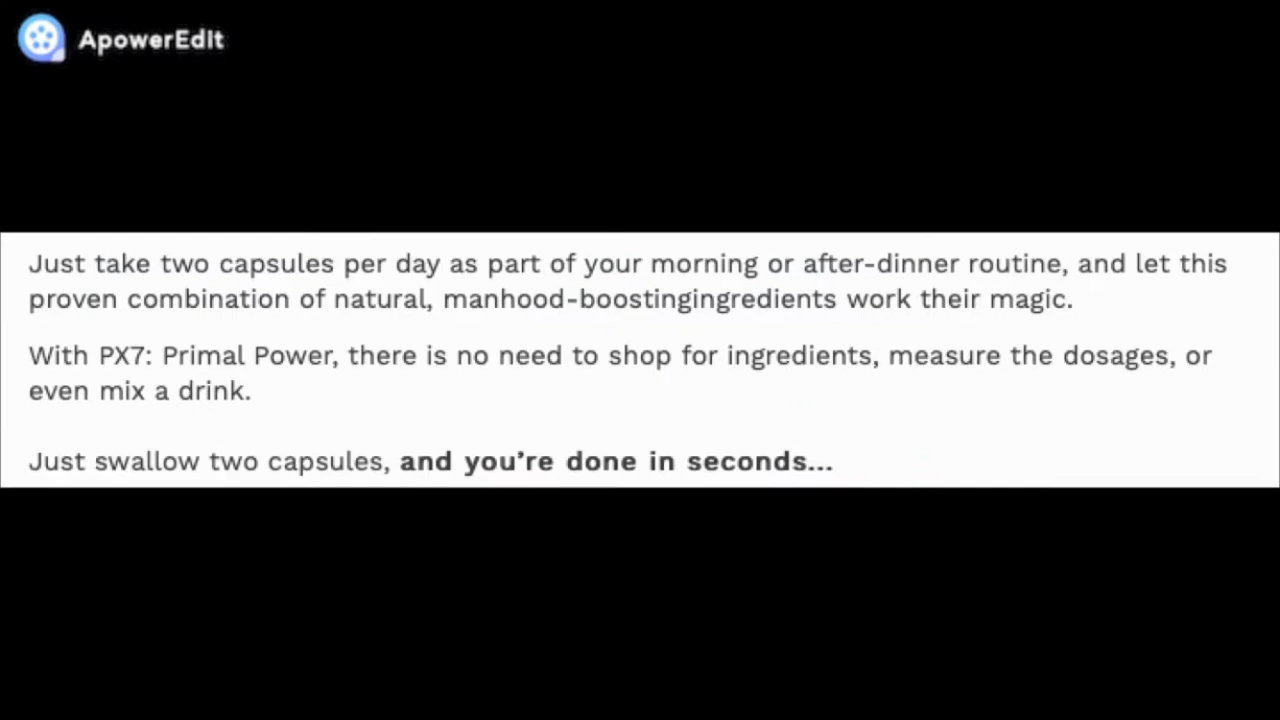 ApowerEdit
Just take two capsules per day as part of your morning or after-dinner routine, and let this
proven combination of natural, manhood-boostingingredients work their magic.
With PX7: Primal Power, there is no need to shop for ingredients, measure the dosages, or
even mix a drink.
Just swallow two capsules, and you’re done in seconds...